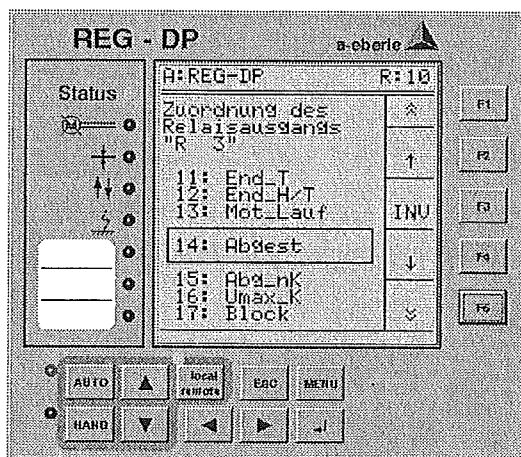 REG - DP
a-eberle
Status
A:REG-DP R:10
Zuordnung des
Relaisausgangs
"R 3"
11: End_T
12: End_H/T
13: Mot_Lauf
14: Abgest
15: Abg_nK
16: Umax_K
17: Block
INV
F1
F2
F3
F4
F5
AUTO
local
remote
ESC
MENU
HAND